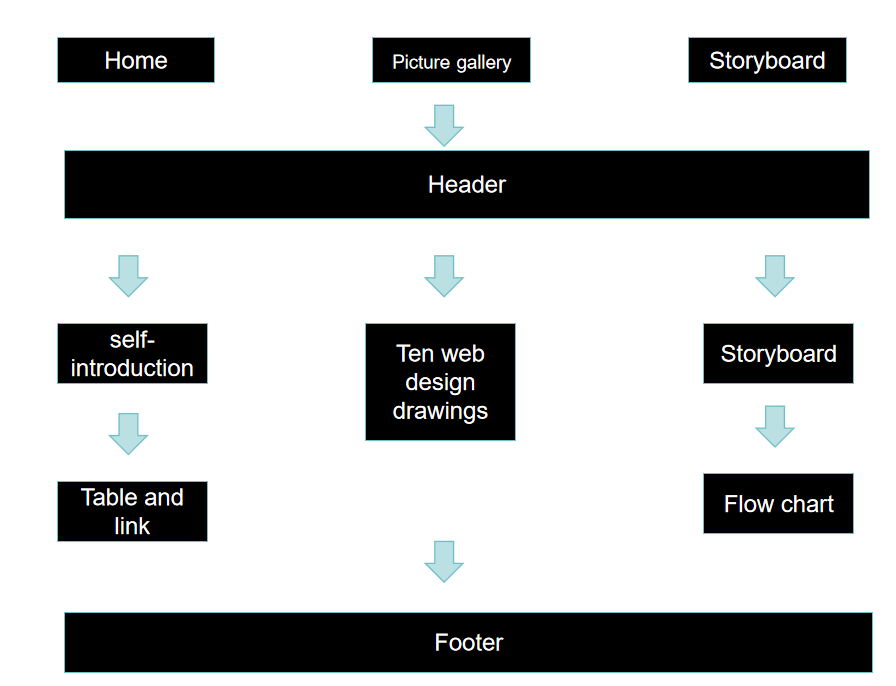 Home
Picture gallery
Storyboard
Header
self-
introduction
Ten web
design
drawings
Storyboard
Table and
link
Flow chart
Footer